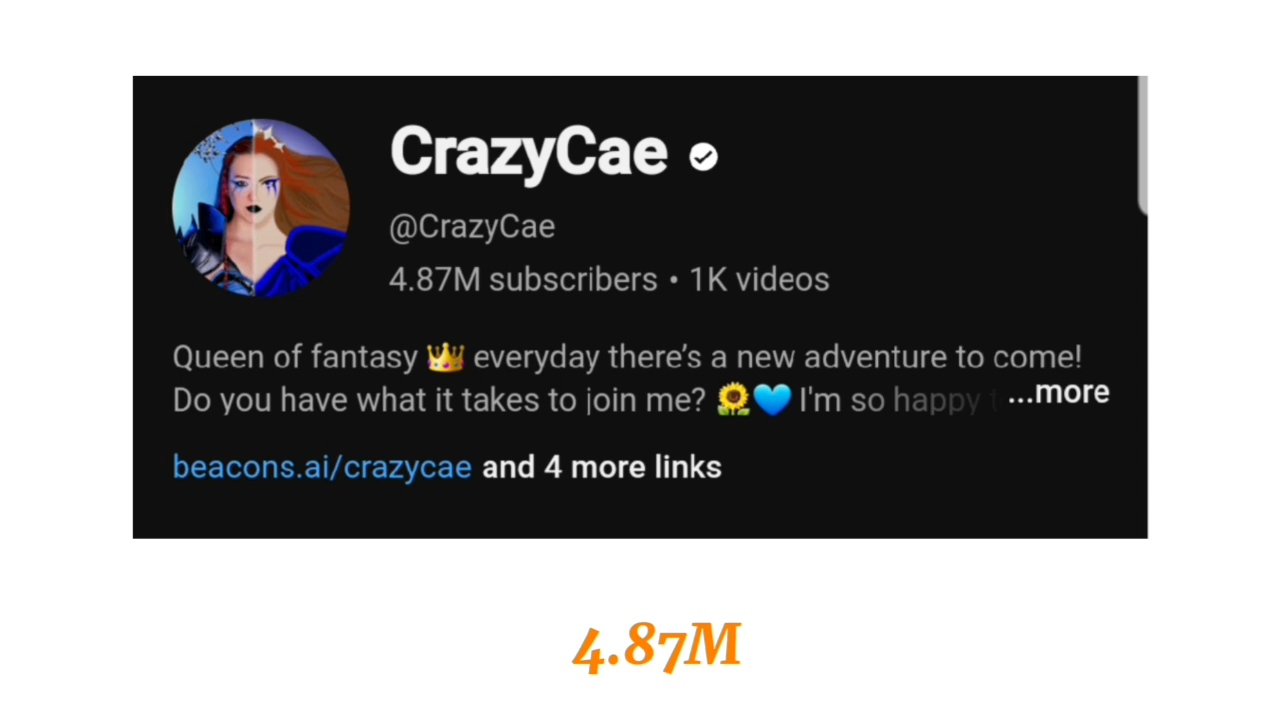 CrazyCae
@CrazyCae
4.87M subscribers • 1K videos
Queen of fantasy 👑 everyday there's a new adventure to come!
Do you have what it takes to join me? 🌻💙 I'm so happy t ...more
beacons.ai/crazycae and 4 more links
4.87M